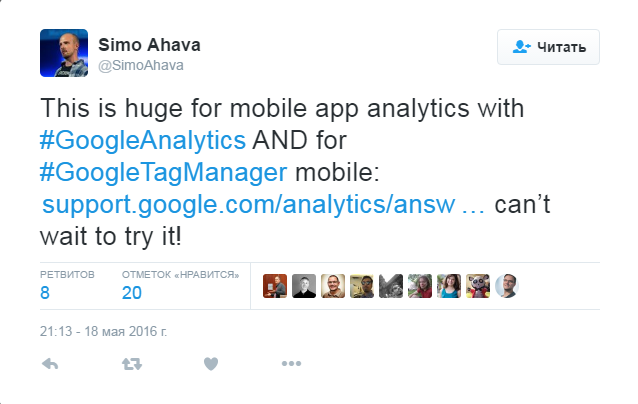 Simo Ahava
@SimoAhava
Читать
This is huge for mobile app analytics with
#GoogleAnalytics AND for
#GoogleTagManager mobile:
support.google.com/analytics/answ … can’t
wait to try it!
РЕТВИТОВ
8
ОТМЕТОК «НРАВИТСЯ»
20
21:13 - 18 мая 2016 г.